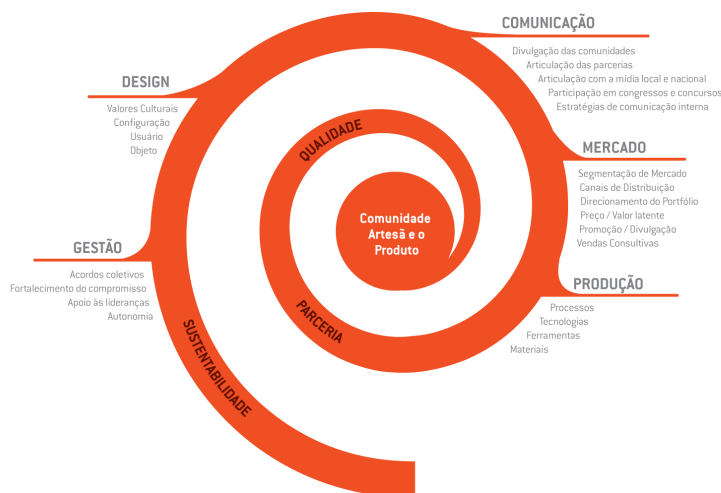 COMUNICAÇÃO
Divulgação das comunidades
Articulação das parcerias
Articulação com a mídia local e nacional
Participação em congressos e concursos
Estratégias de comunicação interna
DESIGN
Valores Culturais
Configuração
Usuário
Objeto
QUALIDADE
MERCADO
Segmentação de Mercado
Canais de Distribuição
Direcionamento do Portfólio
Preço / Valor latente
Promoção / Divulgação
Vendas Consultivas
Comunidade
Artesã e o
Produto
GESTÃO
Acordos coletivos
Fortalecimento do compromisso
Apoio às lideranças
Autonomia
PRODUÇÃO
Processos
Tecnologias
Ferramentas
Materiais
PARCERIA
SUSTENTABILIDADE